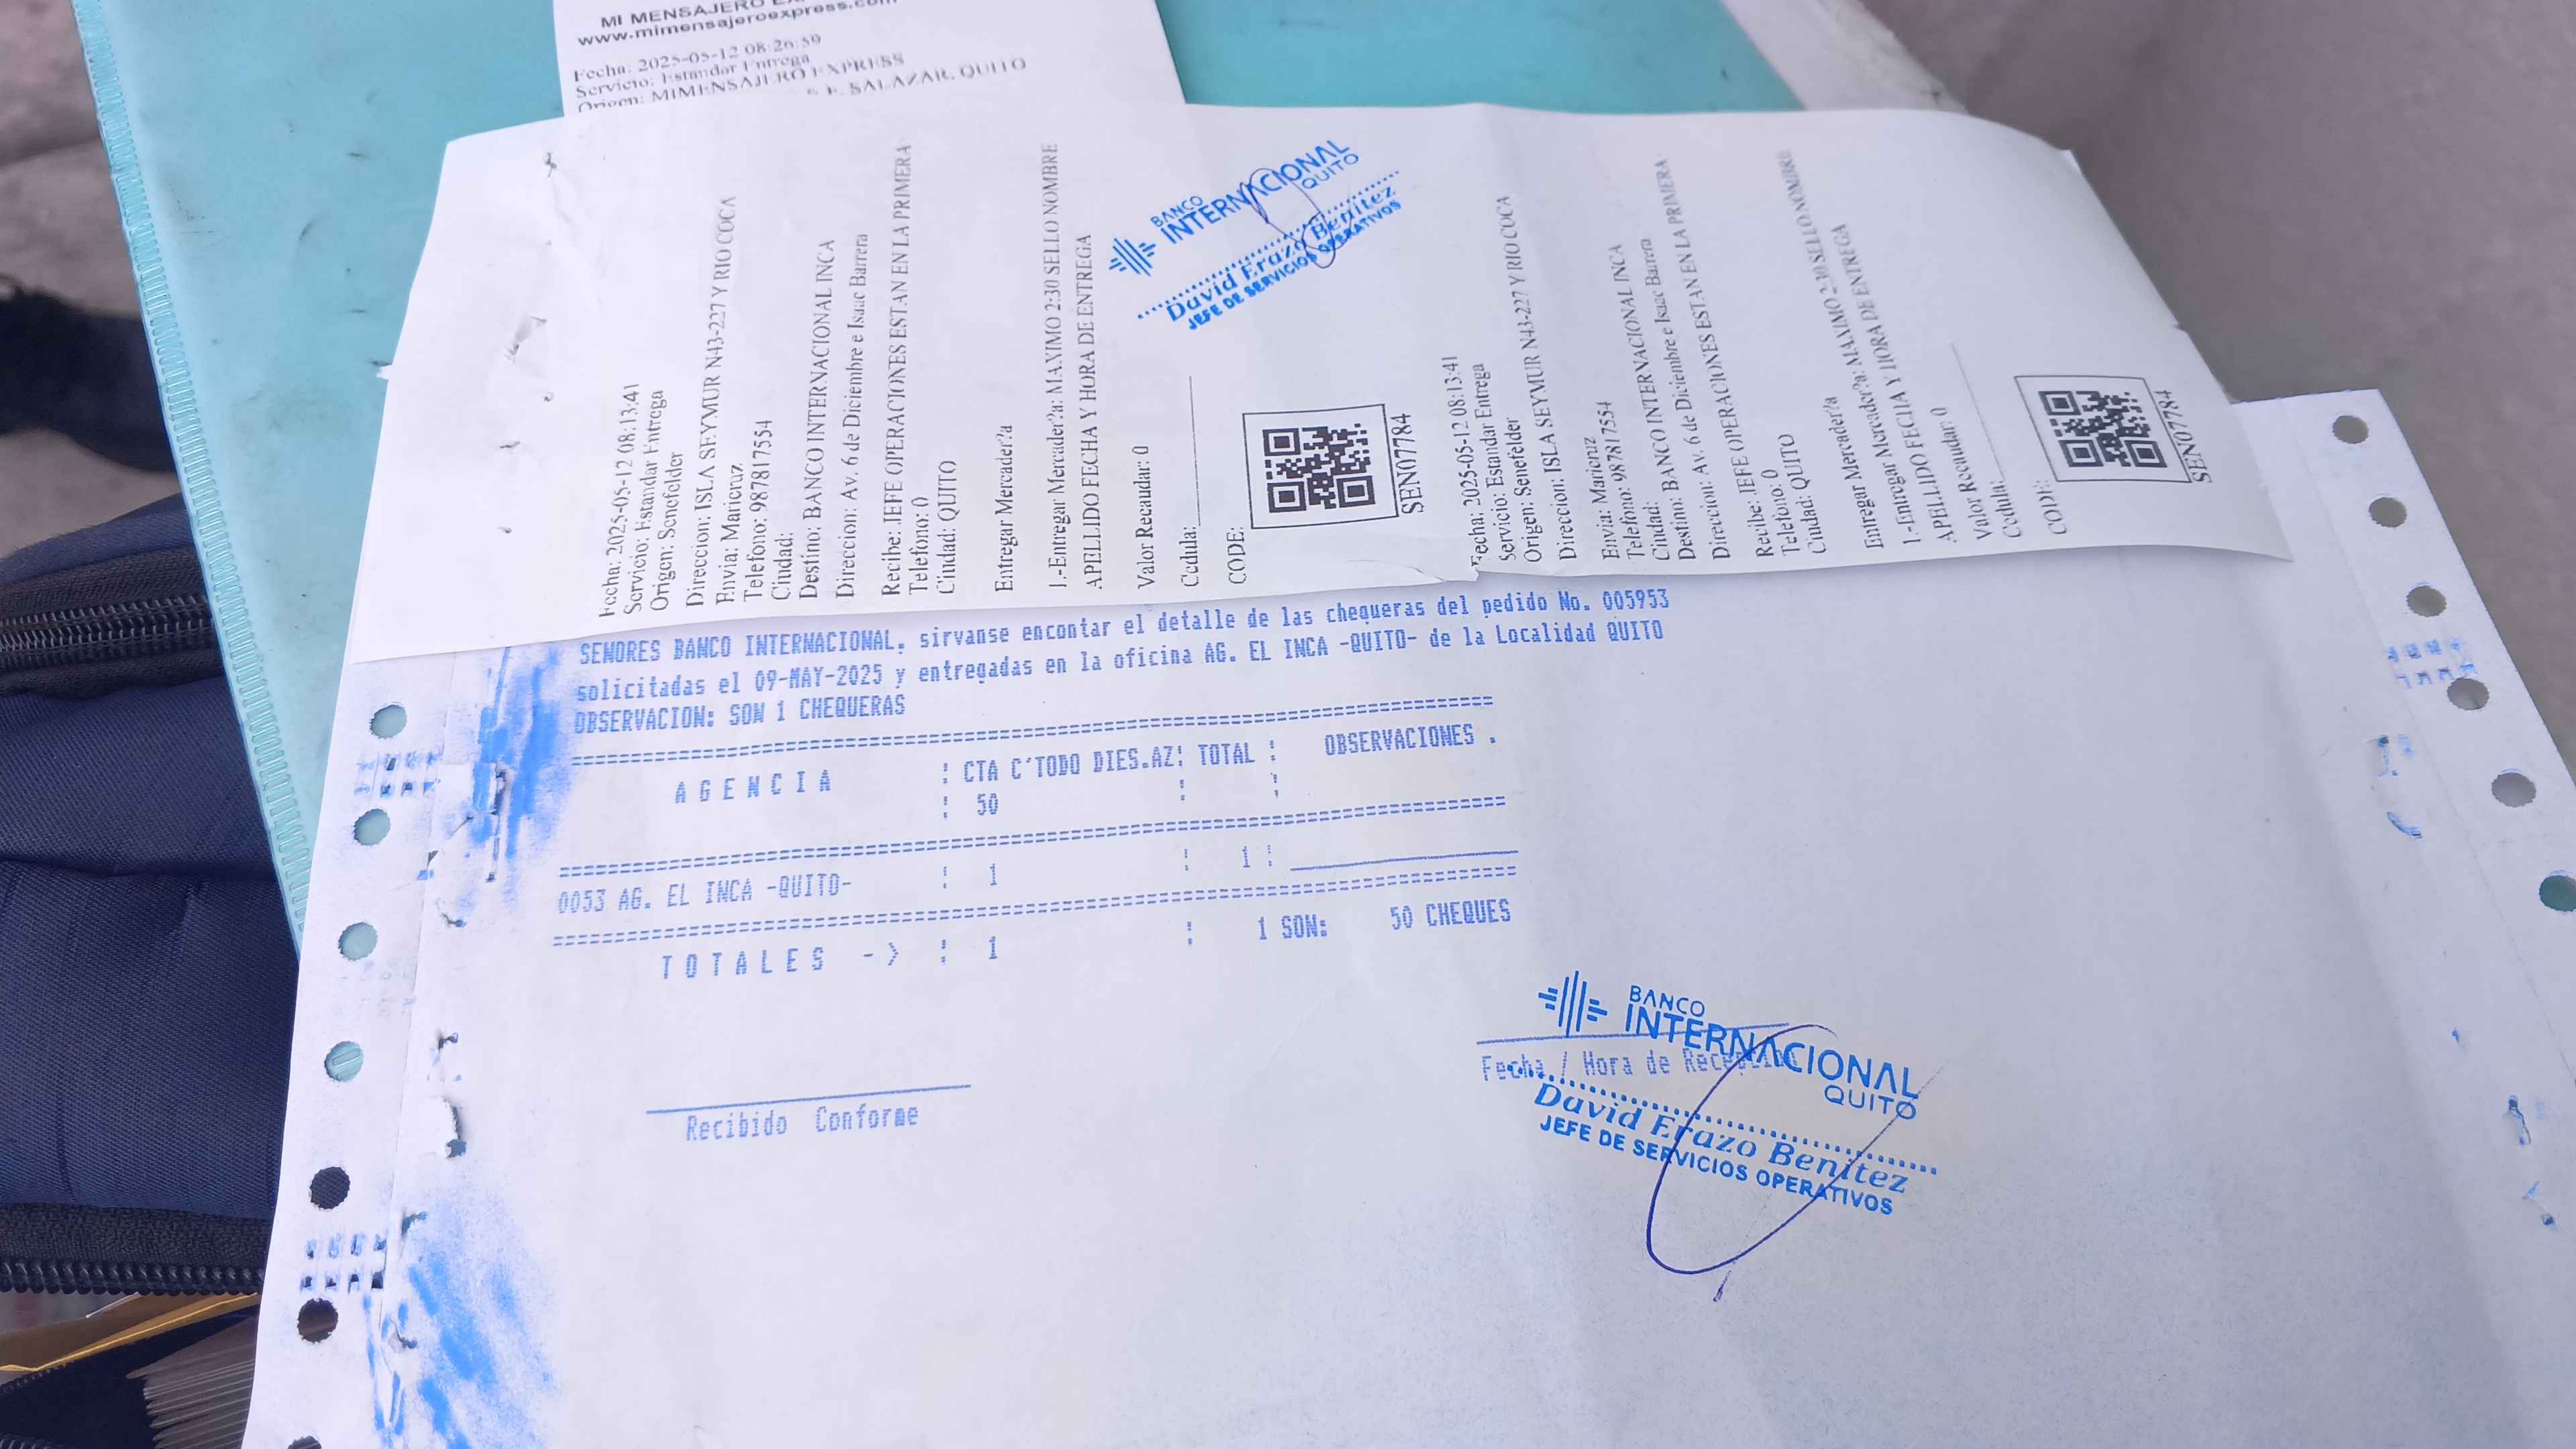 MI MENSAJERO
www.mimensajeroexpress.com
Fecha: 2025-05-12 08:26:59
Servicio: Estandar Entrega
Origen: MIMENSAJERO EXPRESS
E. SALAZAR, QUITO
Fecha: 2025-05-12 08:13:41
Servicio: Estandar Entrega
Origen: Senefelder
Direccion: ISLA SEYMUR N43-227 Y RIO COCA
Envia: Maricruz
Telefono: 987817554
Ciudad:
Destino: BANCO INTERNACIONAL INCA
Direccion: Av. 6 de Diciembre e Isaac Barrera
Recibe: JEFE OPERACIONES ESTAN EN LA PRIMERA
Telefono: 0
Ciudad: QUITO
Entregar Mercader?a
1.-Entregar Mercader?a: MAXIMO 2:30 SELLO NOMBRE
APELLIDO FECHA Y HORA DE ENTREGA
Valor Recaudar: 0
Cedula:
CODE:
SEN07784
BANCO
INTERNACIONAL
QUITO
David Erazo Benítez
JEFE DE SERVICIOS OPERATIVOS
Fecha: 2025-05-12 08:13:41
Servicio: Estandar Entrega
Origen: Senefelder
Direccion: ISLA SEYMUR N43-227 Y RIO COCA
Envia: Maricruz
Telefono: 987817554
Ciudad:
Destino: BANCO INTERNACIONAL INCA
Direccion: Av. 6 de Diciembre e Isaac Barrera
Recibe: JEFE OPERACIONES ESTAN EN LA PRIMERA
Telefono: 0
Ciudad: QUITO
Entregar Mercader?a
1.-Entregar Mercader?a: MAXIMO 2:30 SELLO NOMBRE
APELLIDO FECHA Y HORA DE ENTREGA
Valor Recaudar: 0
Cedula:
CODE:
SEN07784
SENORES BANCO INTERNACIONAL, sirvanse encontar el detalle de las chequeras del pedido No. 005953
solicitadas el 09-MAY-2025 y entregadas en la oficina AG. EL INCA -QUITO- de la Localidad QUITO
OBSERVACION: SON 1 CHEQUERAS
A G E N C I A : CTA C'TODO DIES.AZ: TOTAL : OBSERVACIONES .
: 50 : :
0053 AG. EL INCA -QUITO- : 1 : 1 :
T O T A L E S -> : 1 : 1 SON: 50 CHEQUES
Recibido Conforme
Fecha / Hora de Recepcion
BANCO
INTERNACIONAL
QUITO
David Erazo Benítez
JEFE DE SERVICIOS OPERATIVOS